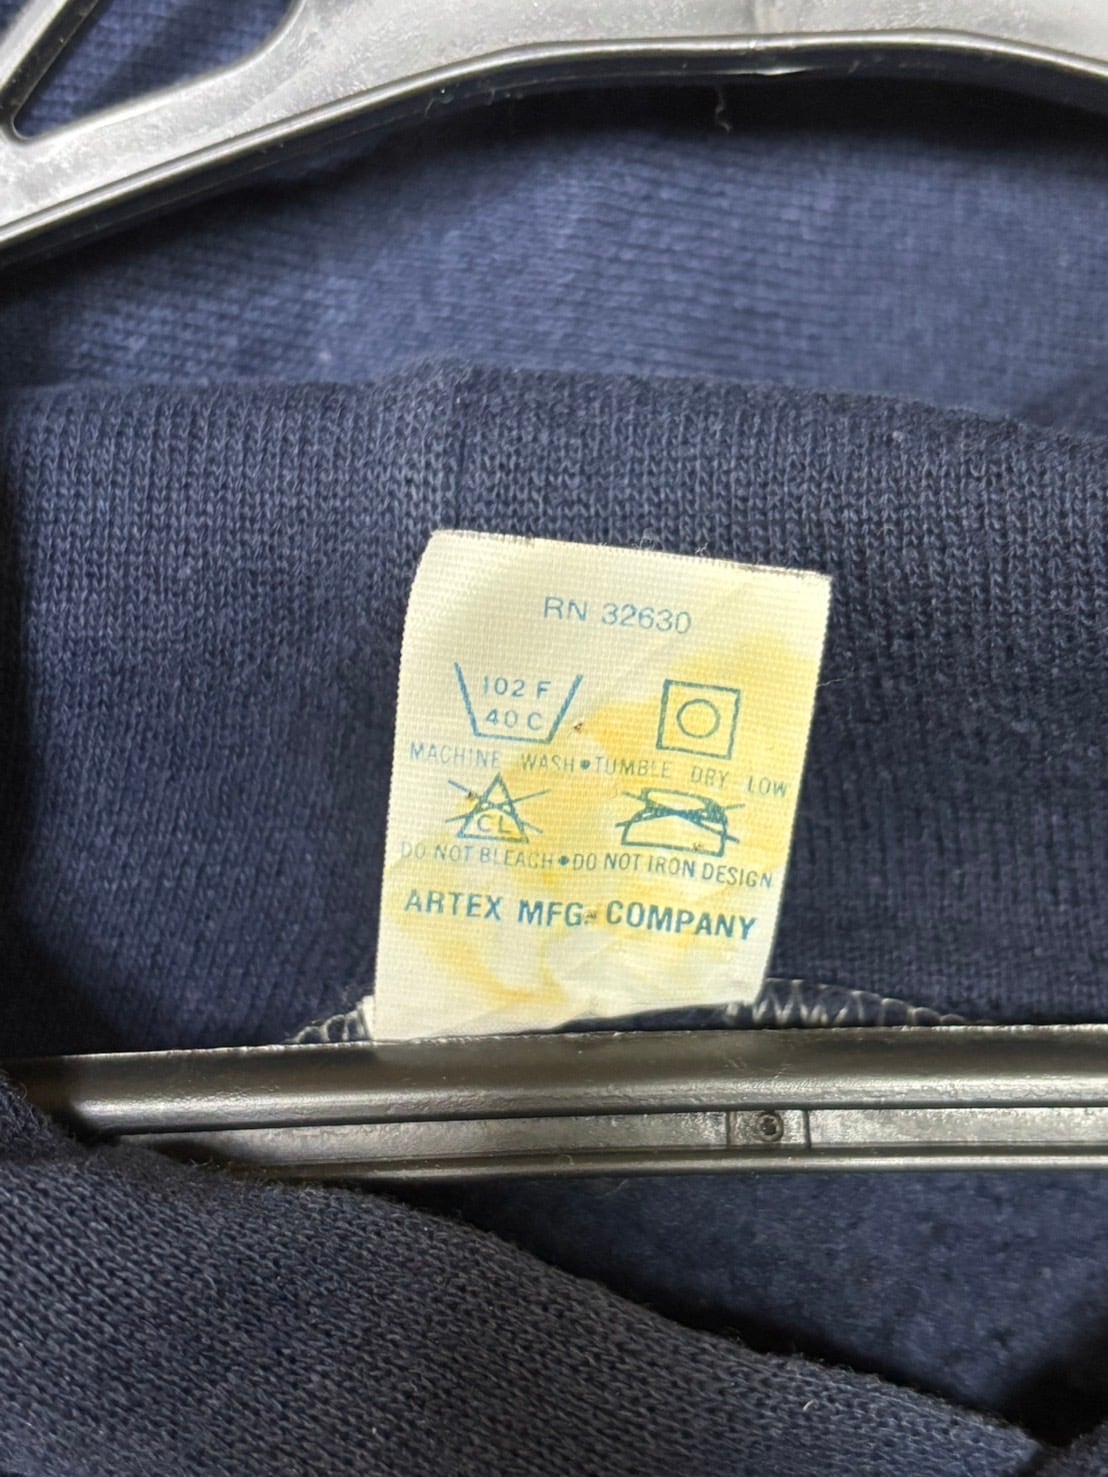 RN 32630
102 F
40 C
MACHINE WASH•TUMBLE DRY LOW
CL
DO NOT BLEACH•DO NOT IRON DESIGN
ARTEX MFG. COMPANY